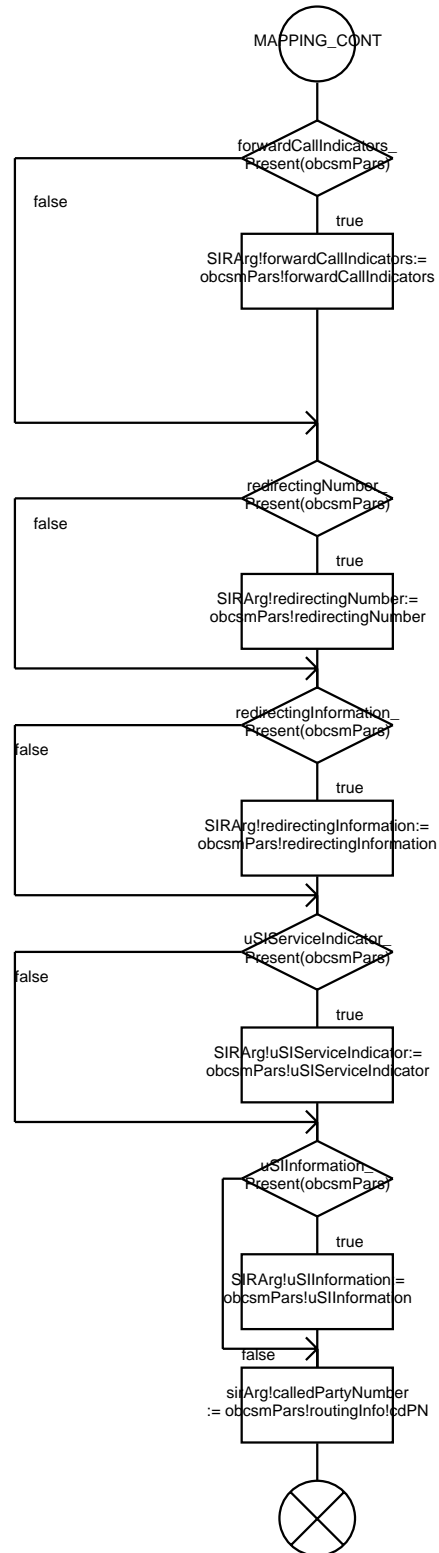 MAPPING_CONT
forwardCallIndicators_
Present(obcsmPars)
false
true
SIRArg!forwardCallIndicators:=
obcsmPars!forwardCallIndicators
redirectingNumber_
Present(obcsmPars)
false
true
SIRArg!redirectingNumber:=
obcsmPars!redirectingNumber
redirectingInformation_
Present(obcsmPars)
false
true
SIRArg!redirectingInformation:=
obcsmPars!redirectingInformation
uSIServiceIndicator_
Present(obcsmPars)
false
true
SIRArg!uSIServiceIndicator:=
obcsmPars!uSIServiceIndicator
uSIInformation_
Present(obcsmPars)
true
SIRArg!uSIInformation:=
obcsmPars!uSIInformation
false
sirArg!calledPartyNumber
:= obcsmPars!routingInfo!cdPN